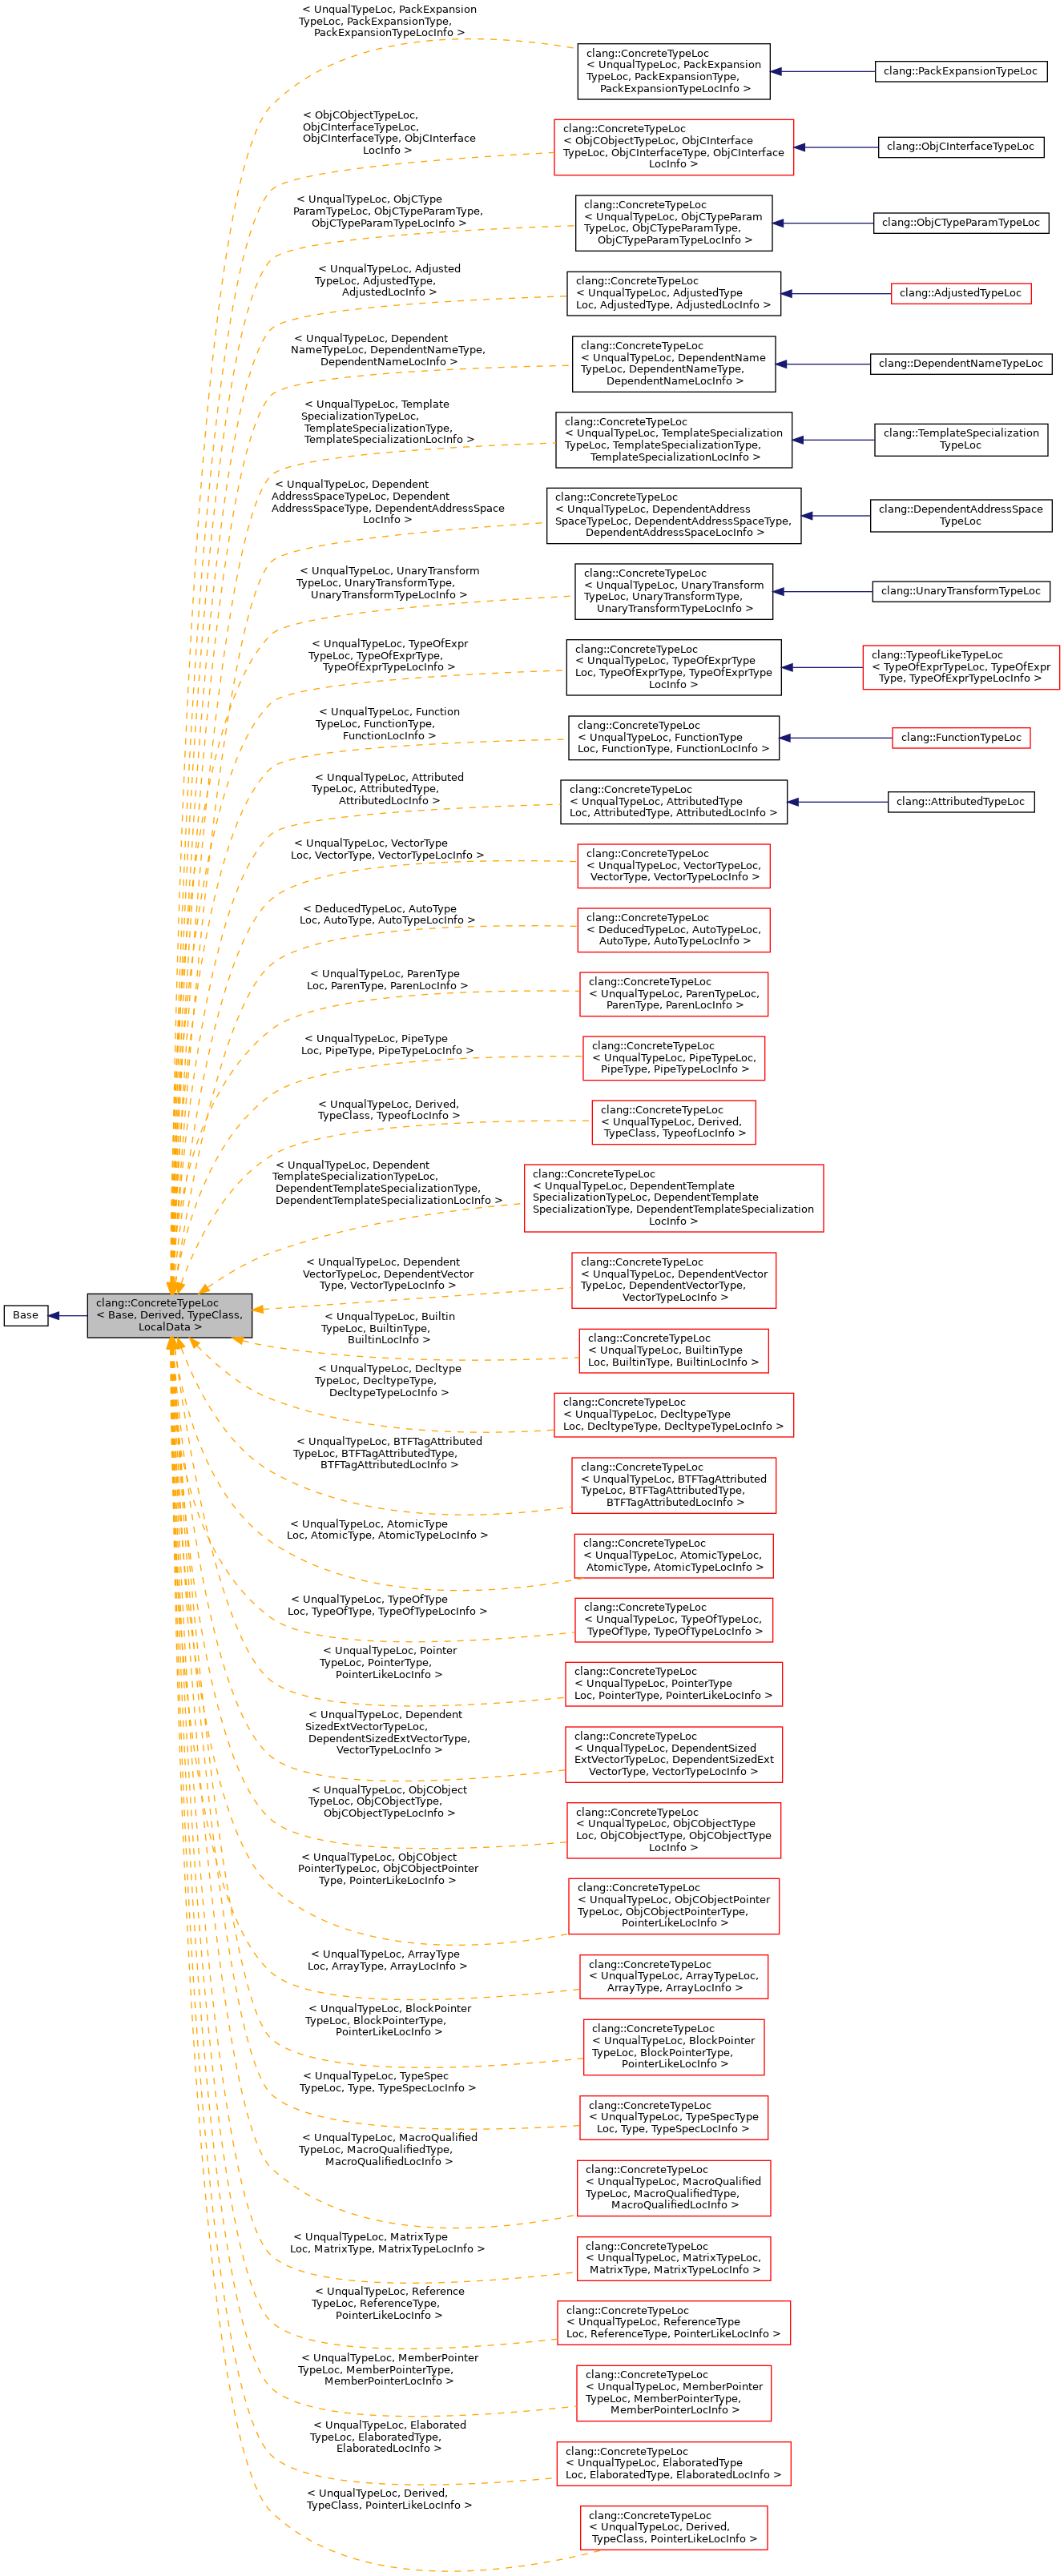 < UnqualTypeLoc, PackExpansion
TypeLoc, PackExpansionType,
PackExpansionTypeLocInfo >
clang::ConcreteTypeLoc
< UnqualTypeLoc, PackExpansion
TypeLoc, PackExpansionType,
PackExpansionTypeLocInfo >
clang::PackExpansionTypeLoc
< ObjCObjectTypeLoc,
ObjCInterfaceTypeLoc,
ObjCInterfaceType, ObjCInterface
LocInfo >
clang::ConcreteTypeLoc
< ObjCObjectTypeLoc, ObjCInterface
TypeLoc, ObjCInterfaceType, ObjCInterface
LocInfo >
clang::ObjCInterfaceTypeLoc
< UnqualTypeLoc, ObjCType
ParamTypeLoc, ObjCTypeParamType,
ObjCTypeParamTypeLocInfo >
clang::ConcreteTypeLoc
< UnqualTypeLoc, ObjCTypeParam
TypeLoc, ObjCTypeParamType,
ObjCTypeParamTypeLocInfo >
clang::ObjCTypeParamTypeLoc
< UnqualTypeLoc, Adjusted
TypeLoc, AdjustedType,
AdjustedLocInfo >
clang::ConcreteTypeLoc
< UnqualTypeLoc, AdjustedType
Loc, AdjustedType, AdjustedLocInfo >
clang::AdjustedTypeLoc
< UnqualTypeLoc, Dependent
NameTypeLoc, DependentNameType,
DependentNameLocInfo >
clang::ConcreteTypeLoc
< UnqualTypeLoc, DependentName
TypeLoc, DependentNameType,
DependentNameLocInfo >
clang::DependentNameTypeLoc
< UnqualTypeLoc, Template
SpecializationTypeLoc,
TemplateSpecializationType,
TemplateSpecializationLocInfo >
clang::ConcreteTypeLoc
< UnqualTypeLoc, TemplateSpecialization
TypeLoc, TemplateSpecializationType,
TemplateSpecializationLocInfo >
clang::TemplateSpecialization
TypeLoc
< UnqualTypeLoc, Dependent
AddressSpaceTypeLoc, Dependent
AddressSpaceType, DependentAddressSpace
LocInfo >
clang::ConcreteTypeLoc
< UnqualTypeLoc, DependentAddress
SpaceTypeLoc, DependentAddressSpaceType,
DependentAddressSpaceLocInfo >
clang::DependentAddressSpace
TypeLoc
< UnqualTypeLoc, UnaryTransform
TypeLoc, UnaryTransformType,
UnaryTransformTypeLocInfo >
clang::ConcreteTypeLoc
< UnqualTypeLoc, UnaryTransform
TypeLoc, UnaryTransformType,
UnaryTransformTypeLocInfo >
clang::UnaryTransformTypeLoc
< UnqualTypeLoc, TypeOfExpr
TypeLoc, TypeOfExprType,
TypeOfExprTypeLocInfo >
clang::ConcreteTypeLoc
< UnqualTypeLoc, TypeOfExprType
Loc, TypeOfExprType, TypeOfExprType
LocInfo >
clang::TypeofLikeTypeLoc
< TypeOfExprTypeLoc, TypeOfExpr
Type, TypeOfExprTypeLocInfo >
< UnqualTypeLoc, Function
TypeLoc, FunctionType,
FunctionLocInfo >
clang::ConcreteTypeLoc
< UnqualTypeLoc, FunctionType
Loc, FunctionType, FunctionLocInfo >
clang::FunctionTypeLoc
< UnqualTypeLoc, Attributed
TypeLoc, AttributedType,
AttributedLocInfo >
clang::ConcreteTypeLoc
< UnqualTypeLoc, AttributedType
Loc, AttributedType, AttributedLocInfo >
clang::AttributedTypeLoc
< UnqualTypeLoc, VectorType
Loc, VectorType, VectorTypeLocInfo >
clang::ConcreteTypeLoc
< UnqualTypeLoc, VectorTypeLoc,
VectorType, VectorTypeLocInfo >
< DeducedTypeLoc, AutoType
Loc, AutoType, AutoTypeLocInfo >
clang::ConcreteTypeLoc
< DeducedTypeLoc, AutoTypeLoc,
AutoType, AutoTypeLocInfo >
< UnqualTypeLoc, ParenType
Loc, ParenType, ParenLocInfo >
clang::ConcreteTypeLoc
< UnqualTypeLoc, ParenTypeLoc,
ParenType, ParenLocInfo >
< UnqualTypeLoc, PipeType
Loc, PipeType, PipeTypeLocInfo >
clang::ConcreteTypeLoc
< UnqualTypeLoc, PipeTypeLoc,
PipeType, PipeTypeLocInfo >
< UnqualTypeLoc, Derived,
TypeClass, TypeofLocInfo >
clang::ConcreteTypeLoc
< UnqualTypeLoc, Derived,
TypeClass, TypeofLocInfo >
< UnqualTypeLoc, Dependent
TemplateSpecializationTypeLoc,
DependentTemplateSpecializationType,
DependentTemplateSpecializationLocInfo >
clang::ConcreteTypeLoc
< UnqualTypeLoc, DependentTemplate
SpecializationTypeLoc, DependentTemplate
SpecializationType, DependentTemplateSpecialization
LocInfo >
< UnqualTypeLoc, Dependent
VectorTypeLoc, DependentVector
Type, VectorTypeLocInfo >
clang::ConcreteTypeLoc
< UnqualTypeLoc, DependentVector
TypeLoc, DependentVectorType,
VectorTypeLocInfo >
Base
clang::ConcreteTypeLoc
< Base, Derived, TypeClass,
LocalData >
< UnqualTypeLoc, Builtin
TypeLoc, BuiltinType,
BuiltinLocInfo >
clang::ConcreteTypeLoc
< UnqualTypeLoc, BuiltinType
Loc, BuiltinType, BuiltinLocInfo >
< UnqualTypeLoc, Decltype
TypeLoc, DecltypeType,
DecltypeTypeLocInfo >
clang::ConcreteTypeLoc
< UnqualTypeLoc, DecltypeType
Loc, DecltypeType, DecltypeTypeLocInfo >
< UnqualTypeLoc, BTFTagAttributed
TypeLoc, BTFTagAttributedType,
BTFTagAttributedLocInfo >
clang::ConcreteTypeLoc
< UnqualTypeLoc, BTFTagAttributed
TypeLoc, BTFTagAttributedType,
BTFTagAttributedLocInfo >
< UnqualTypeLoc, AtomicType
Loc, AtomicType, AtomicTypeLocInfo >
clang::ConcreteTypeLoc
< UnqualTypeLoc, AtomicTypeLoc,
AtomicType, AtomicTypeLocInfo >
< UnqualTypeLoc, TypeOfType
Loc, TypeOfType, TypeOfTypeLocInfo >
clang::ConcreteTypeLoc
< UnqualTypeLoc, TypeOfTypeLoc,
TypeOfType, TypeOfTypeLocInfo >
< UnqualTypeLoc, Pointer
TypeLoc, PointerType,
PointerLikeLocInfo >
clang::ConcreteTypeLoc
< UnqualTypeLoc, PointerType
Loc, PointerType, PointerLikeLocInfo >
< UnqualTypeLoc, Dependent
SizedExtVectorTypeLoc,
DependentSizedExtVectorType,
VectorTypeLocInfo >
clang::ConcreteTypeLoc
< UnqualTypeLoc, DependentSized
ExtVectorTypeLoc, DependentSizedExt
VectorType, VectorTypeLocInfo >
< UnqualTypeLoc, ObjCObject
TypeLoc, ObjCObjectType,
ObjCObjectTypeLocInfo >
clang::ConcreteTypeLoc
< UnqualTypeLoc, ObjCObjectType
Loc, ObjCObjectType, ObjCObjectType
LocInfo >
< UnqualTypeLoc, ObjCObject
PointerTypeLoc, ObjCObjectPointer
Type, PointerLikeLocInfo >
clang::ConcreteTypeLoc
< UnqualTypeLoc, ObjCObjectPointer
TypeLoc, ObjCObjectPointerType,
PointerLikeLocInfo >
< UnqualTypeLoc, ArrayType
Loc, ArrayType, ArrayLocInfo >
clang::ConcreteTypeLoc
< UnqualTypeLoc, ArrayTypeLoc,
ArrayType, ArrayLocInfo >
< UnqualTypeLoc, BlockPointer
TypeLoc, BlockPointerType,
PointerLikeLocInfo >
clang::ConcreteTypeLoc
< UnqualTypeLoc, BlockPointer
TypeLoc, BlockPointerType,
PointerLikeLocInfo >
< UnqualTypeLoc, TypeSpec
TypeLoc, Type, TypeSpecLocInfo >
clang::ConcreteTypeLoc
< UnqualTypeLoc, TypeSpecType
Loc, Type, TypeSpecLocInfo >
< UnqualTypeLoc, MacroQualified
TypeLoc, MacroQualifiedType,
MacroQualifiedLocInfo >
clang::ConcreteTypeLoc
< UnqualTypeLoc, MacroQualified
TypeLoc, MacroQualifiedType,
MacroQualifiedLocInfo >
< UnqualTypeLoc, MatrixType
Loc, MatrixType, MatrixTypeLocInfo >
clang::ConcreteTypeLoc
< UnqualTypeLoc, MatrixTypeLoc,
MatrixType, MatrixTypeLocInfo >
< UnqualTypeLoc, Reference
TypeLoc, ReferenceType,
PointerLikeLocInfo >
clang::ConcreteTypeLoc
< UnqualTypeLoc, ReferenceType
Loc, ReferenceType, PointerLikeLocInfo >
< UnqualTypeLoc, MemberPointer
TypeLoc, MemberPointerType,
MemberPointerLocInfo >
clang::ConcreteTypeLoc
< UnqualTypeLoc, MemberPointer
TypeLoc, MemberPointerType,
MemberPointerLocInfo >
< UnqualTypeLoc, Elaborated
TypeLoc, ElaboratedType,
ElaboratedLocInfo >
clang::ConcreteTypeLoc
< UnqualTypeLoc, ElaboratedType
Loc, ElaboratedType, ElaboratedLocInfo >
< UnqualTypeLoc, Derived,
TypeClass, PointerLikeLocInfo >
clang::ConcreteTypeLoc
< UnqualTypeLoc, Derived,
TypeClass, PointerLikeLocInfo >